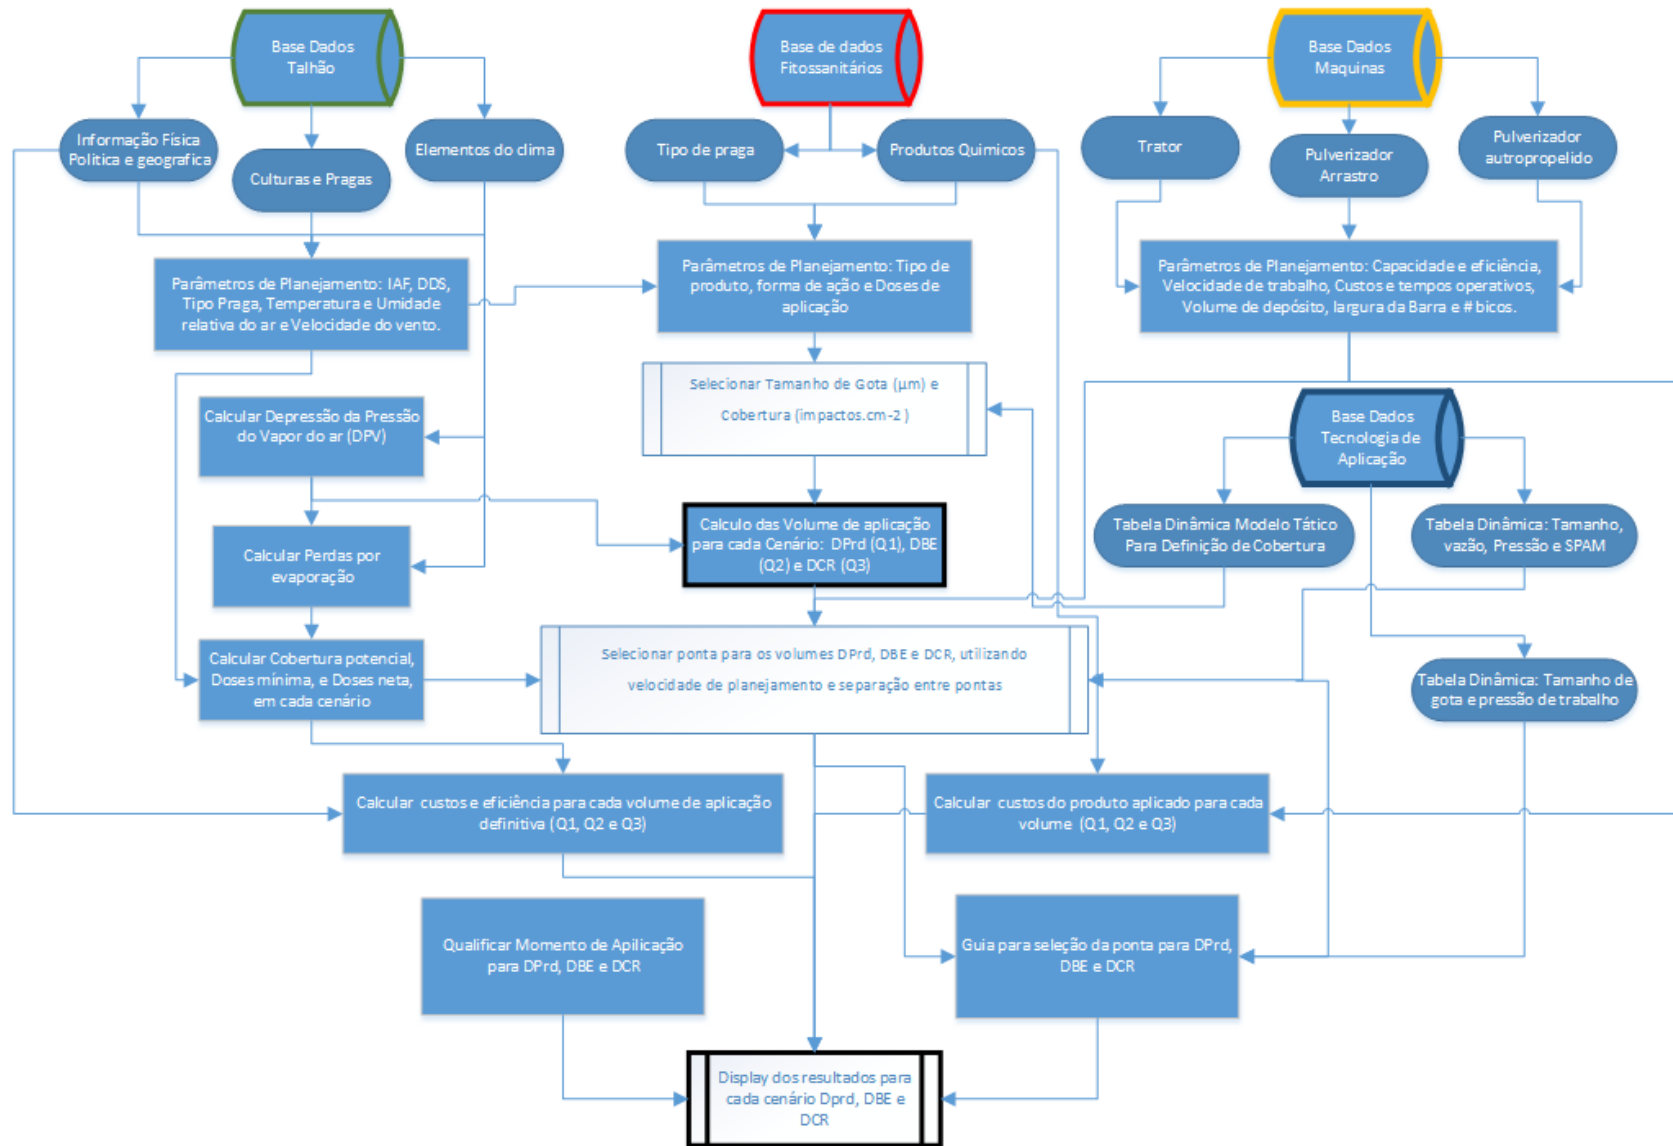 Base Dados
Talhão
Base de dados
Fitossanitários
Base Dados
Maquinas
Informação Física
Politica e geografica
Culturas e Pragas
Elementos do clima
Tipo de praga
Produtos Quimicos
Trator
Pulverizador
Arrastro
Pulverizador
autropropelido
Parâmetros de Planejamento: IAF, DDS,
Tipo Praga, Temperatura e Umidade
relativa do ar e Velocidade do vento.
Parâmetros de Planejamento: Tipo de
produto, forma de ação e Doses de
aplicação
Parâmetros de Planejamento: Capacidade e eficiência,
Velocidade de trabalho, Custos e tempos operativos,
Volume de depósito, largura da Barra e # bicos.
Selecionar Tamanho de Gota (µm) e
Cobertura (impactos.cm-2 )
Calcular Depressão da Pressão
do Vapor do ar (DPV)
Base Dados
Tecnologia de
Aplicação
Calculo das Volume de aplicação
para cada Cenário: DPrd (Q1), DBE
(Q2) e DCR (Q3)
Tabela Dinâmica Modelo Tático
Para Definição de Cobertura
Tabela Dinâmica: Tamanho,
vazão, Pressão e SPAM
Calcular Perdas por
evaporação
Calcular Cobertura potencial,
Doses mínima, e Doses neta,
em cada cenário
Selecionar ponta para os volumes DPrd, DBE e DCR, utilizando
velocidade de planejamento e separação entre pontas
Tabela Dinâmica: Tamanho de
gota e pressão de trabalho
Calcular custos e eficiência para cada volume de aplicação
definitiva (Q1, Q2 e Q3)
Calcular custos do produto aplicado para cada
volume (Q1, Q2 e Q3)
Qualificar Momento de Apilicação
para DPrd, DBE e DCR
Guia para seleção da ponta para DPrd,
DBE e DCR
Display dos resultados para
cada cenário Dprd, DBE e
DCR